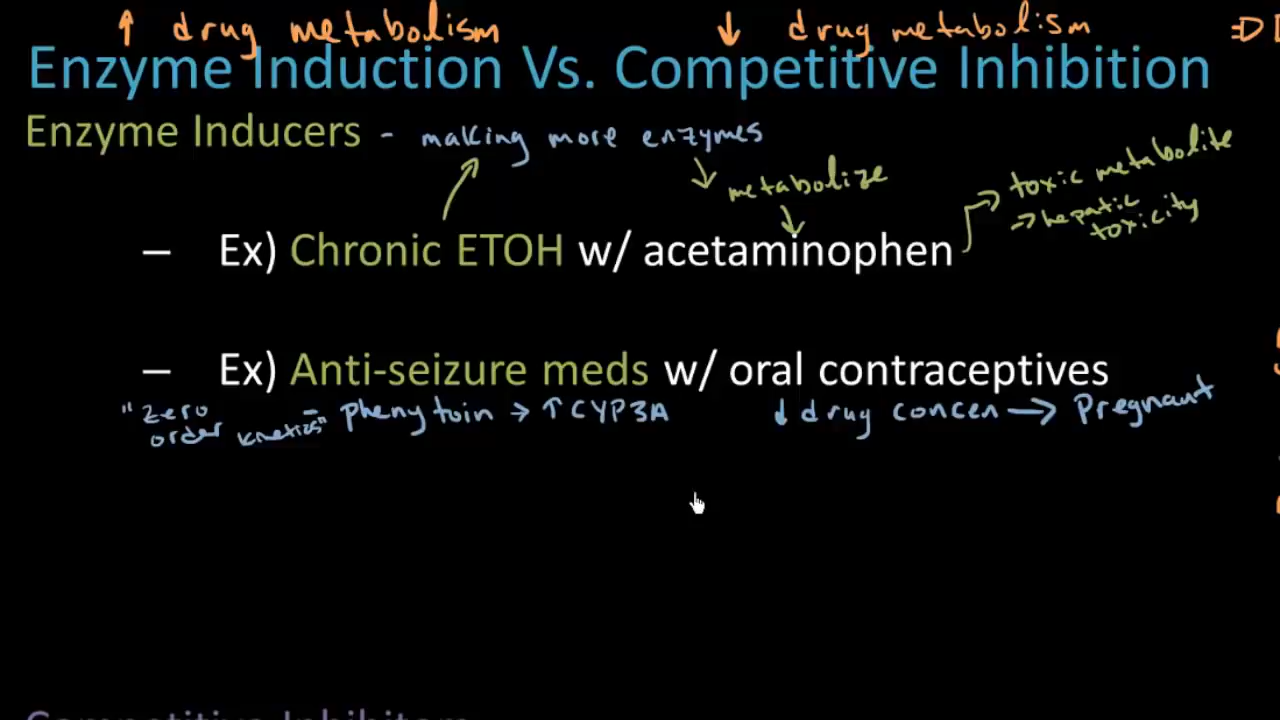 ↑ drug metabolism ↓ drug metabolism
Enzyme Induction Vs. Competitive Inhibition
Enzyme Inducers - making more enzymes
metabolize
toxic metabolite
→ hepatic
toxicity
– Ex) Chronic ETOH w/ acetaminophen
– Ex) Anti-seizure meds w/ oral contraceptives
"zero
order kinetics" - phenytoin → ↑ CYP3A ↓ drug concen → Pregnant